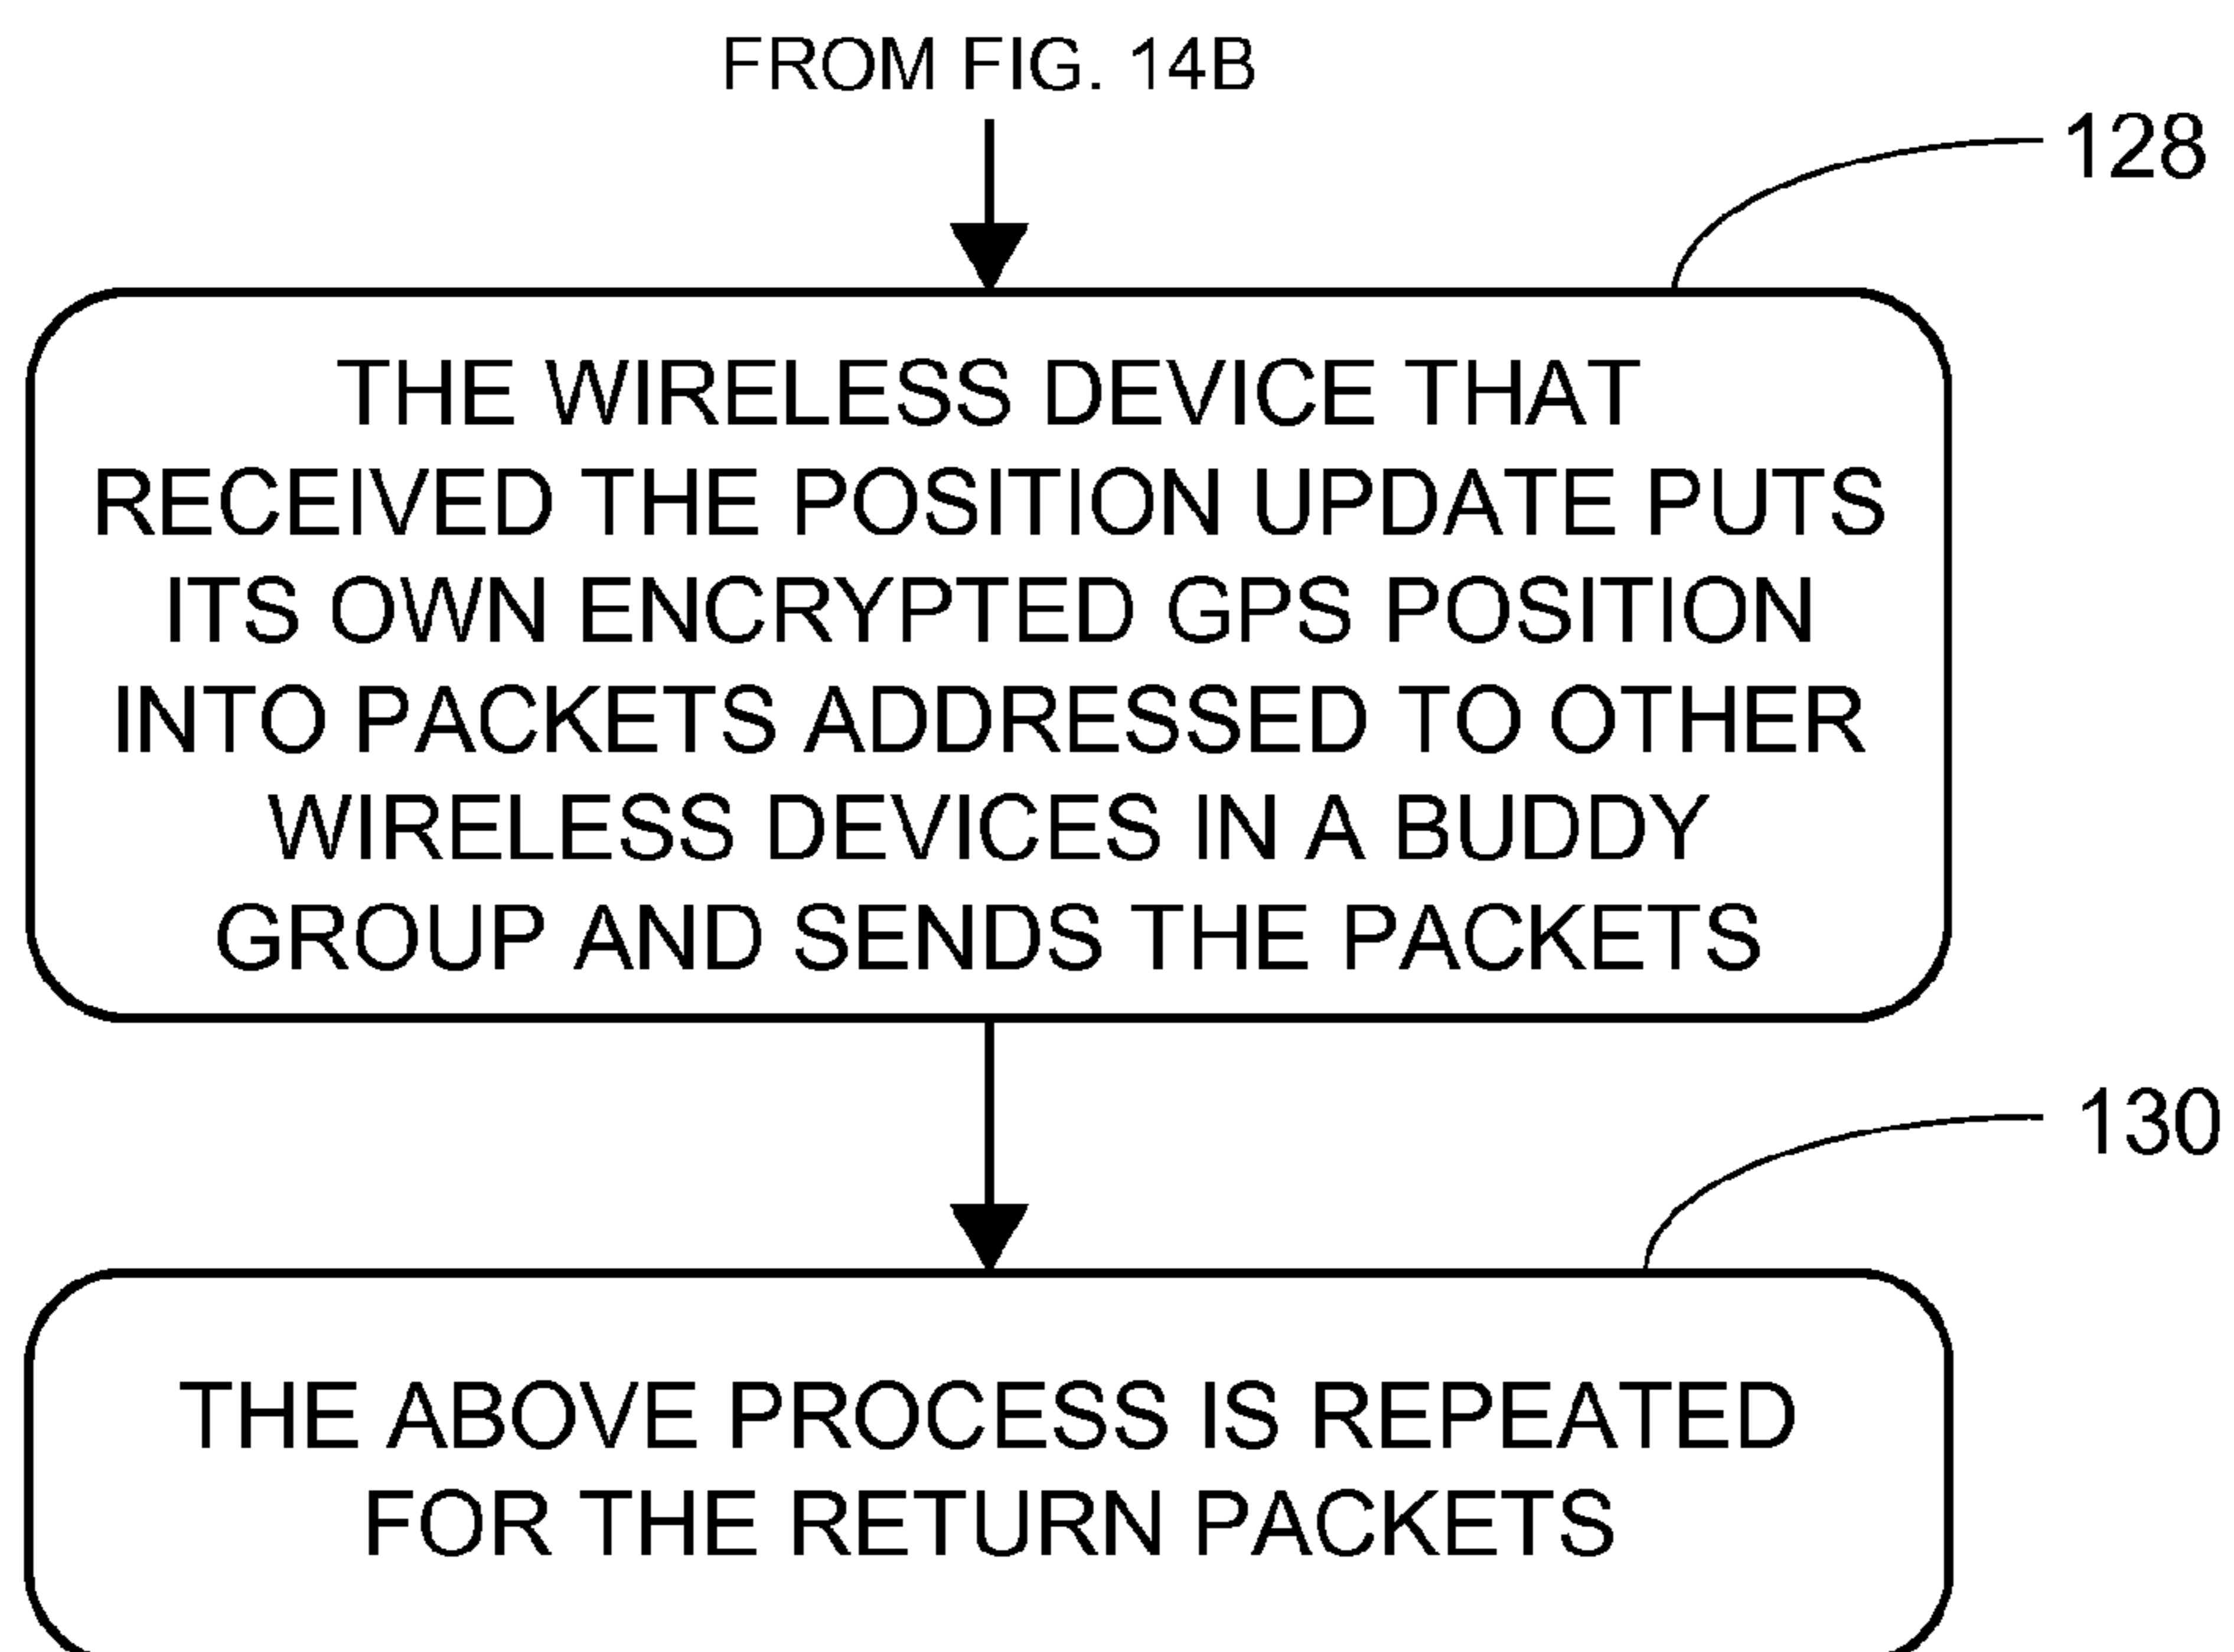 FROM FIG. 14B
128
THE WIRELESS DEVICE THAT
RECEIVED THE POSITION UPDATE PUTS
ITS OWN ENCRYPTED GPS POSITION
INTO PACKETS ADDRESSED TO OTHER
WIRELESS DEVICES IN A BUDDY
GROUP AND SENDS THE PACKETS
130
THE ABOVE PROCESS IS REPEATED
FOR THE RETURN PACKETS